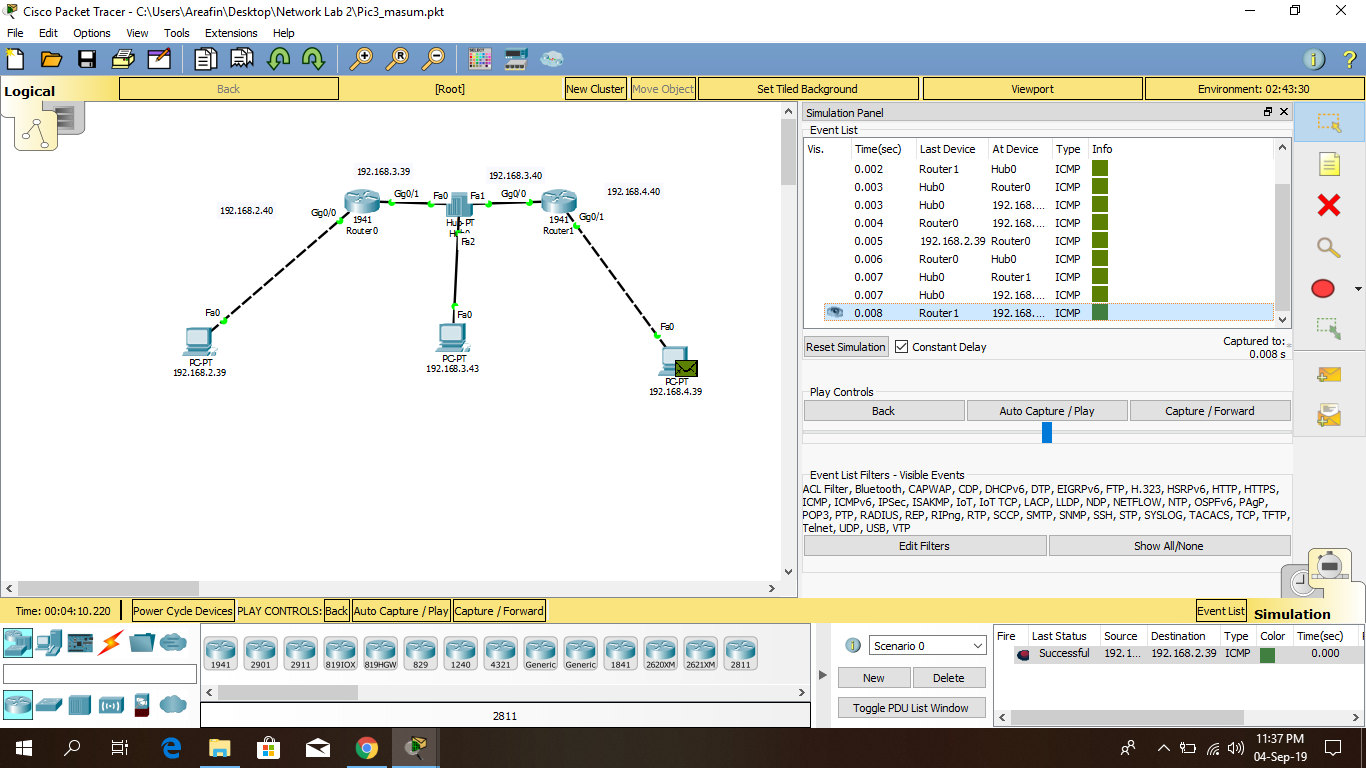 Cisco Packet Tracer - C:\Users\Areafin\Desktop\Network Lab 2\Pic3_masum.pkt
File Edit Options View Tools Extensions Help
Logical Back [Root] New Cluster Move Object Set Tiled Background Viewport Environment: 02:43:30
192.168.3.39
192.168.3.40
192.168.4.40
192.168.2.40
Gg0/1 Fa0 Fa1 Gg0/0
Gg0/0 Gg0/1
1941
Router0
Hub-PT
Hub0
1941
Router1
Fa2
Fa0
Fa0
Fa0
PC-PT
192.168.2.39
PC-PT
192.168.3.43
PC-PT
192.168.4.39
Simulation Panel
Event List
Vis. Time(sec) Last Device At Device Type Info
0.002 Router1 Hub0 ICMP
0.003 Hub0 Router0 ICMP
0.003 Hub0 192.168.... ICMP
0.004 Router0 192.168.... ICMP
0.005 192.168.2.39 Router0 ICMP
0.006 Router0 Hub0 ICMP
0.007 Hub0 Router1 ICMP
0.007 Hub0 192.168.... ICMP
0.008 Router1 192.168.... ICMP
Reset Simulation Constant Delay Captured to: *
0.008 s
Play Controls
Back Auto Capture / Play Capture / Forward
Event List Filters - Visible Events
ACL Filter, Bluetooth, CAPWAP, CDP, DHCPv6, DTP, EIGRPv6, FTP, H.323, HSRPv6, HTTP, HTTPS,
ICMP, ICMPv6, IPSec, ISAKMP, IoT, IoT TCP, LACP, LLDP, NDP, NETFLOW, NTP, OSPFv6, PAgP,
POP3, PTP, RADIUS, REP, RIPng, RTP, SCCP, SMTP, SNMP, SSH, STP, SYSLOG, TACACS, TCP, TFTP,
Telnet, UDP, USB, VTP
Edit Filters Show All/None
Time: 00:04:10.220 Power Cycle Devices PLAY CONTROLS: Back Auto Capture / Play Capture / Forward Event List Simulation
1941 2901 2911 819IOX 819HGW 829 1240 4321 Generic Generic 1841 2620XM 2621XM 2811
2811
Scenario 0
New Delete
Toggle PDU List Window
Fire Last Status Source Destination Type Color Time(sec)
Successful 192.1... 192.168.2.39 ICMP 0.000
11:37 PM
04-Sep-19